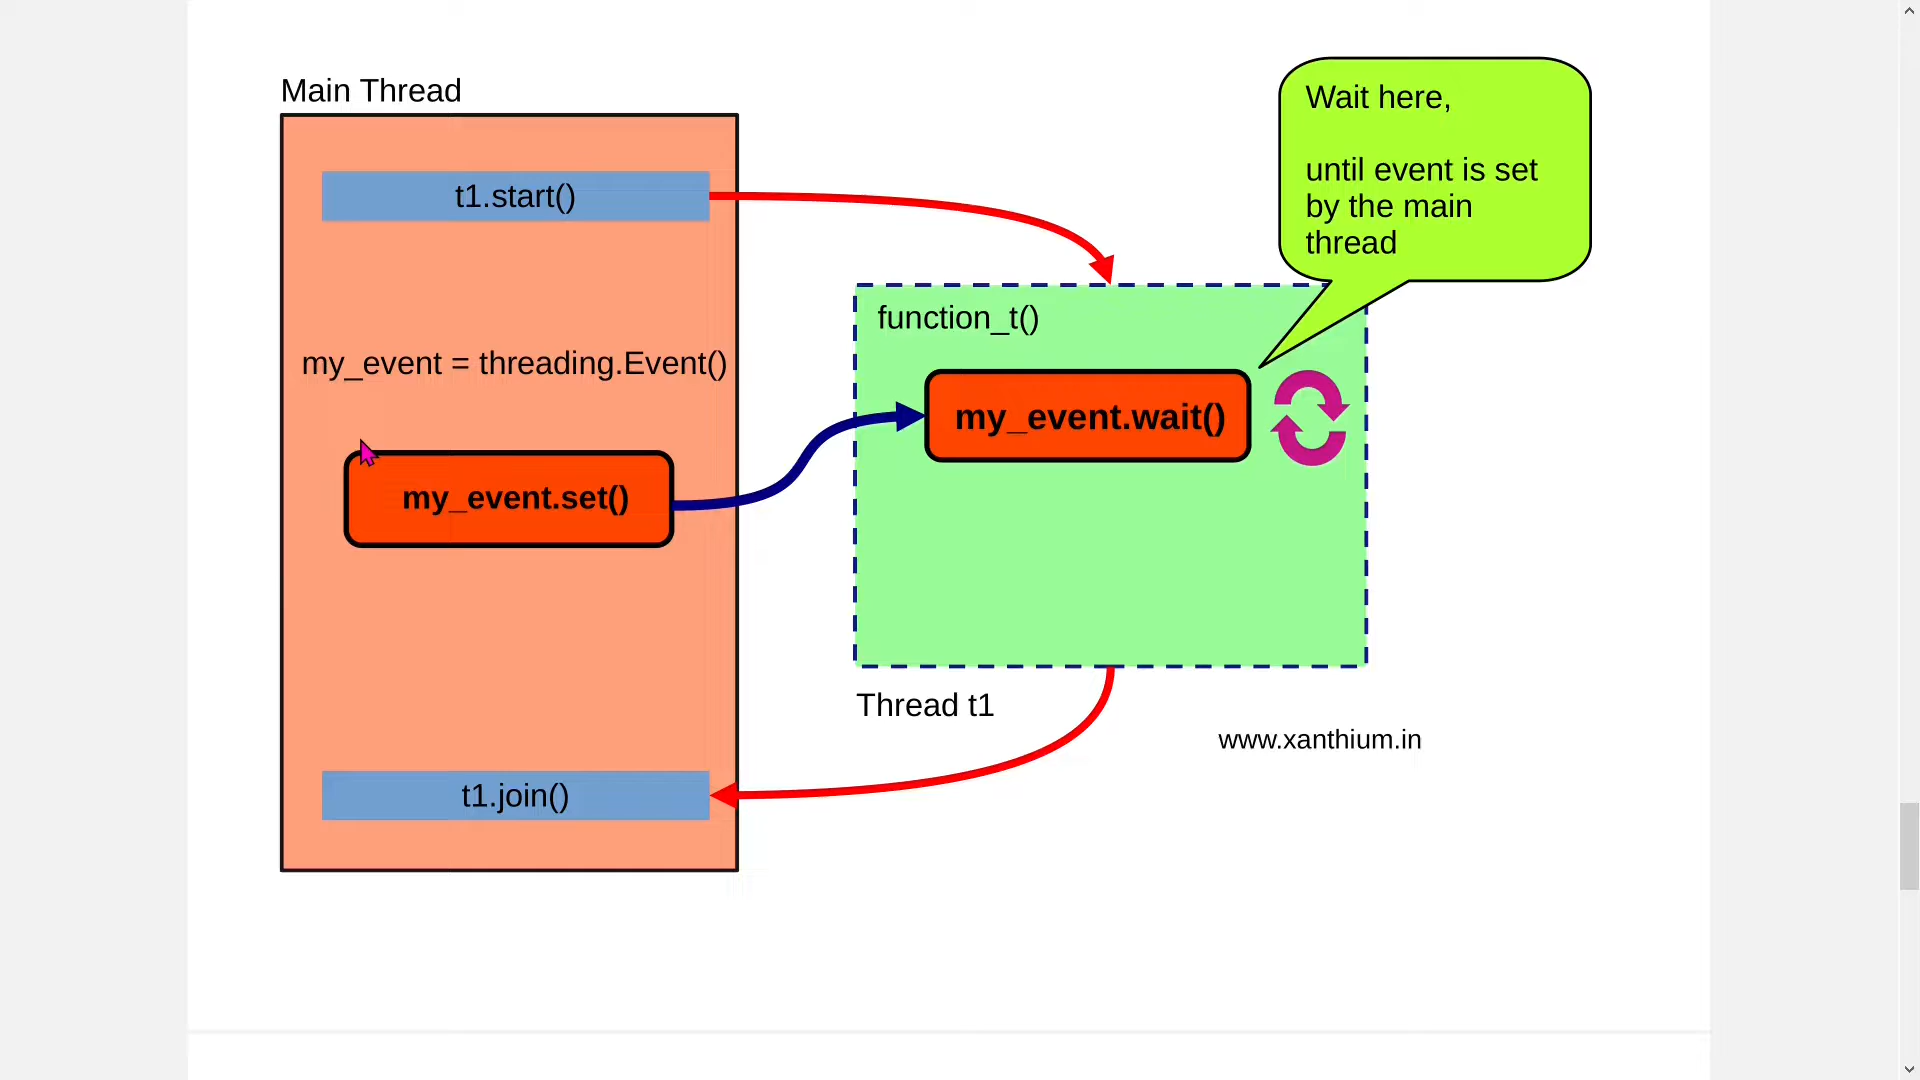 Main Thread
t1.start()
my_event = threading.Event()
my_event.set()
t1.join()
Wait here,
until event is set
by the main
thread
function_t()
my_event.wait()
Thread t1
www.xanthium.in